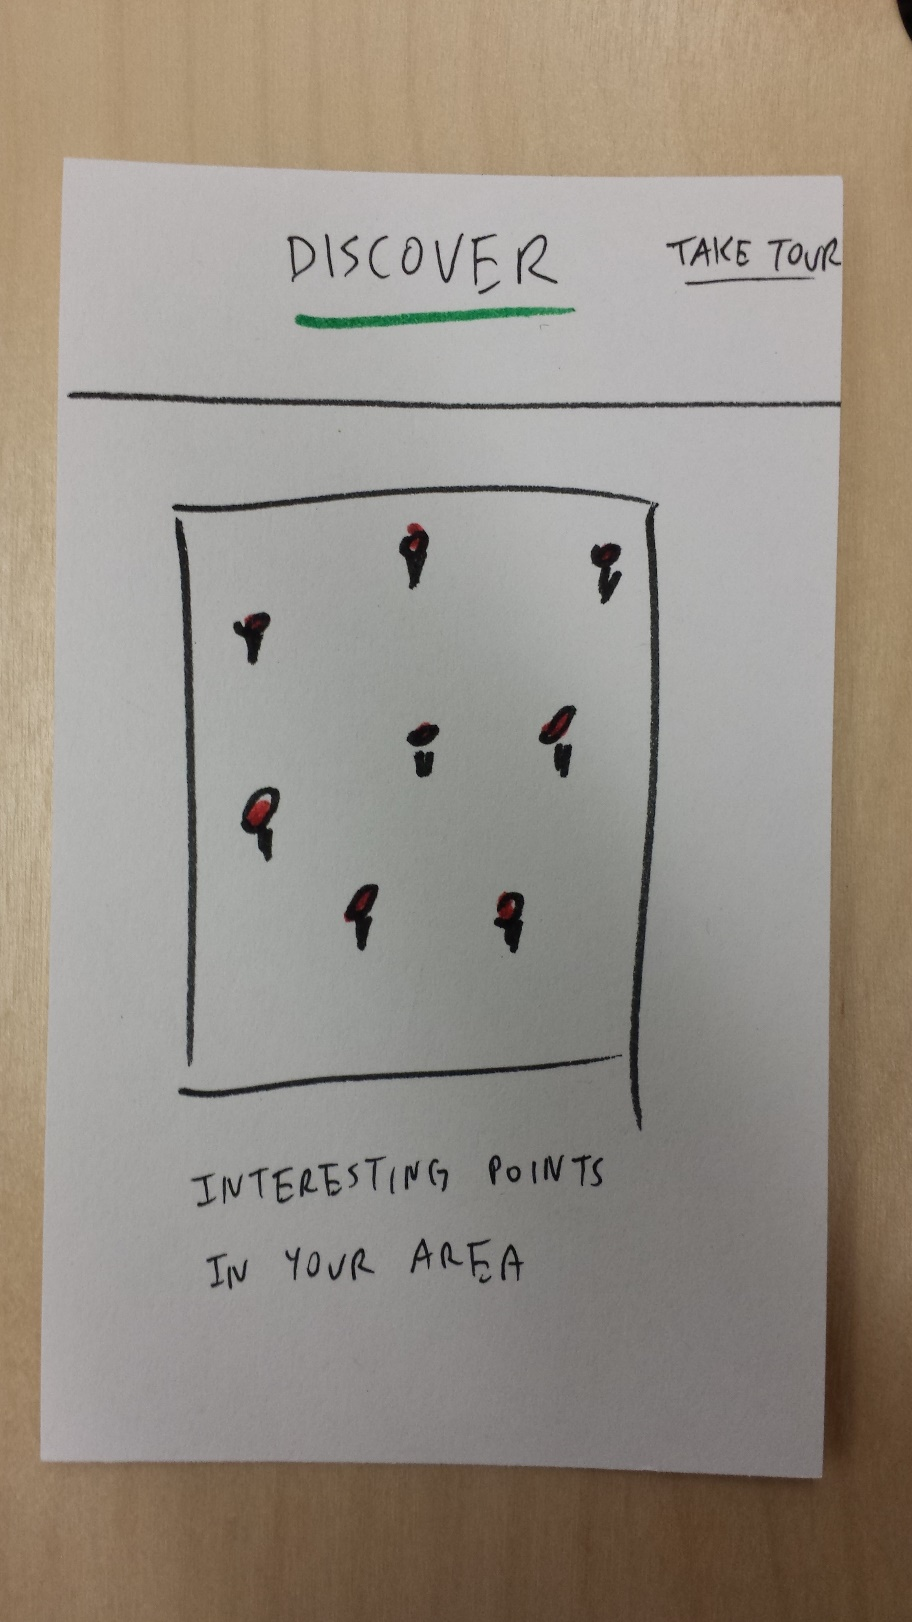 DISCOVER
TAKE TOUR
INTERESTING POINTS
IN YOUR AREA